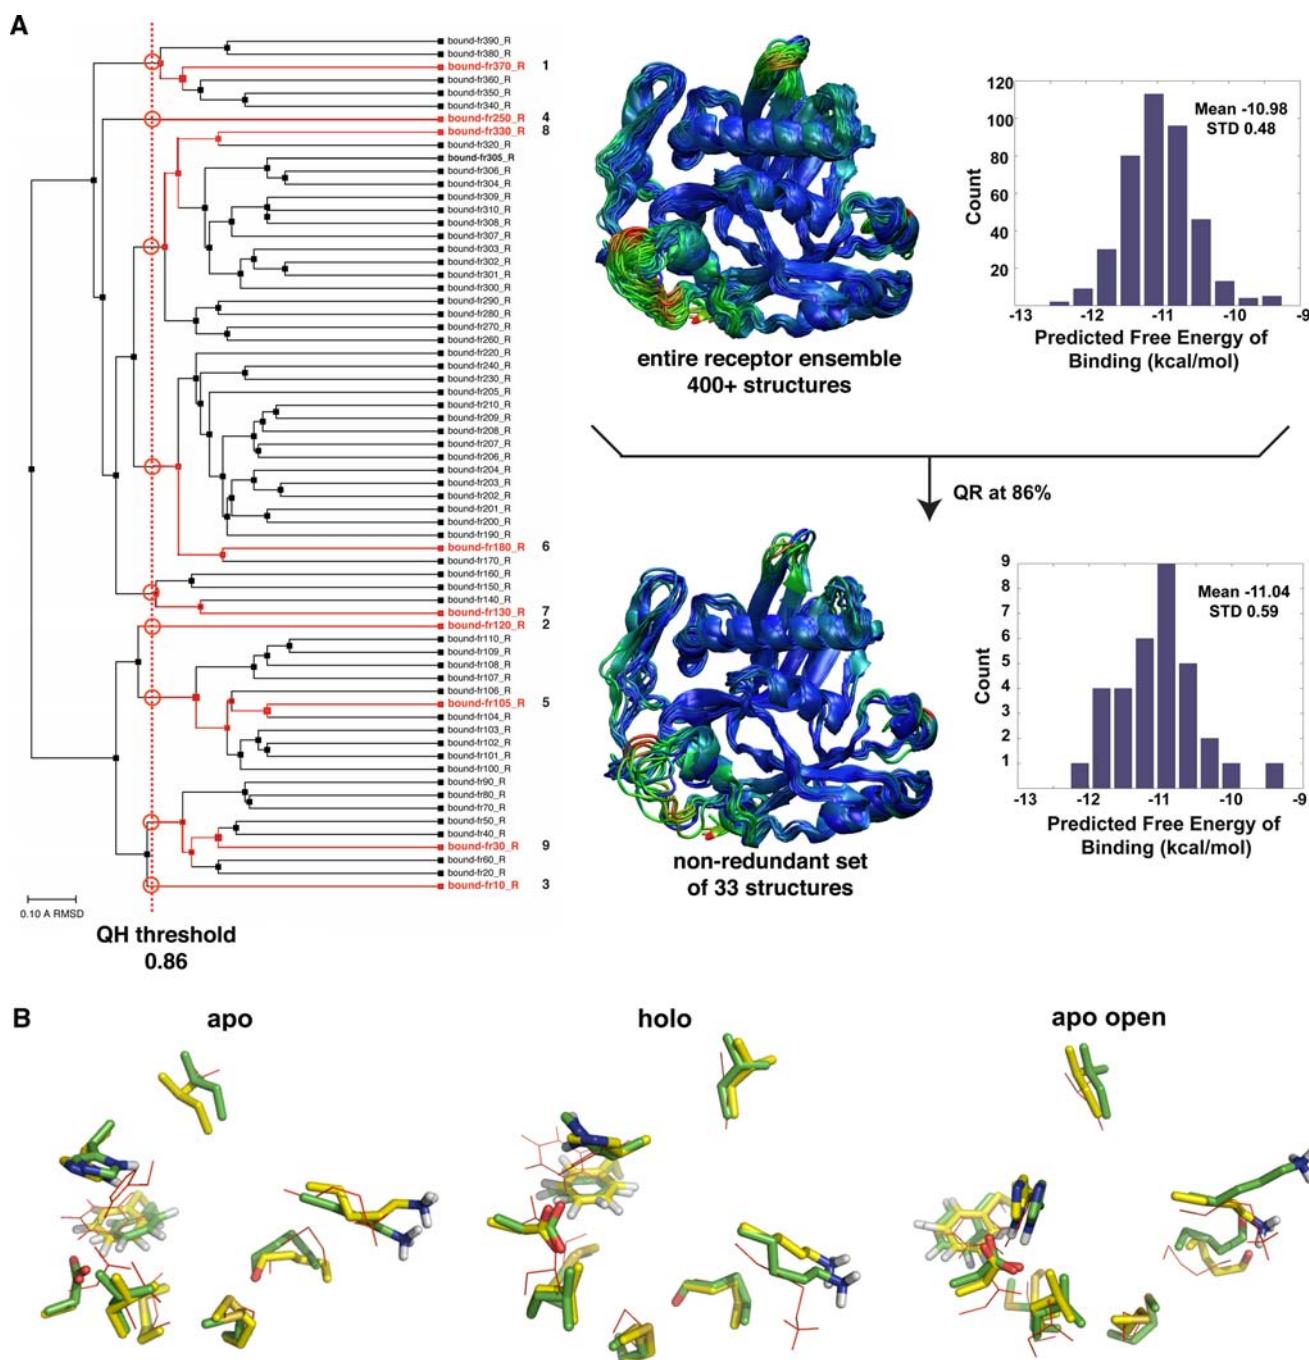 A
bound-fr390_R
bound-fr380_R
bound-fr370_R 1
bound-fr360_R
bound-fr350_R
bound-fr340_R
bound-fr250_R 4
bound-fr330_R 8
bound-fr320_R
bound-fr305_R
bound-fr306_R
bound-fr304_R
bound-fr309_R
bound-fr310_R
bound-fr308_R
bound-fr307_R
bound-fr303_R
bound-fr302_R
bound-fr301_R
bound-fr300_R
bound-fr290_R
bound-fr280_R
bound-fr270_R
bound-fr260_R
bound-fr220_R
bound-fr240_R
bound-fr230_R
bound-fr205_R
bound-fr210_R
bound-fr209_R
bound-fr208_R
bound-fr207_R
bound-fr206_R
bound-fr204_R
bound-fr203_R
bound-fr202_R
bound-fr201_R
bound-fr200_R
bound-fr190_R
bound-fr180_R 6
bound-fr170_R
bound-fr160_R
bound-fr150_R
bound-fr140_R
bound-fr130_R 7
bound-fr120_R 2
bound-fr110_R
bound-fr109_R
bound-fr108_R
bound-fr107_R
bound-fr106_R
bound-fr105_R 5
bound-fr104_R
bound-fr103_R
bound-fr102_R
bound-fr101_R
bound-fr100_R
bound-fr90_R
bound-fr80_R
bound-fr70_R
bound-fr50_R
bound-fr40_R
bound-fr30_R 9
bound-fr60_R
bound-fr20_R
bound-fr10_R 3
0.10 A RMSD
QH threshold
0.86
entire receptor ensemble
400+ structures
120
100
80
60
40
20
Count
Mean -10.98
STD 0.48
-13 -12 -11 -10 -9
Predicted Free Energy of
Binding (kcal/mol)
QR at 86%
non-redundant set
of 33 structures
9
8
7
6
5
4
3
2
1
Count
Mean -11.04
STD 0.59
-13 -12 -11 -10 -9
Predicted Free Energy of
Binding (kcal/mol)
B
apo
holo
apo open